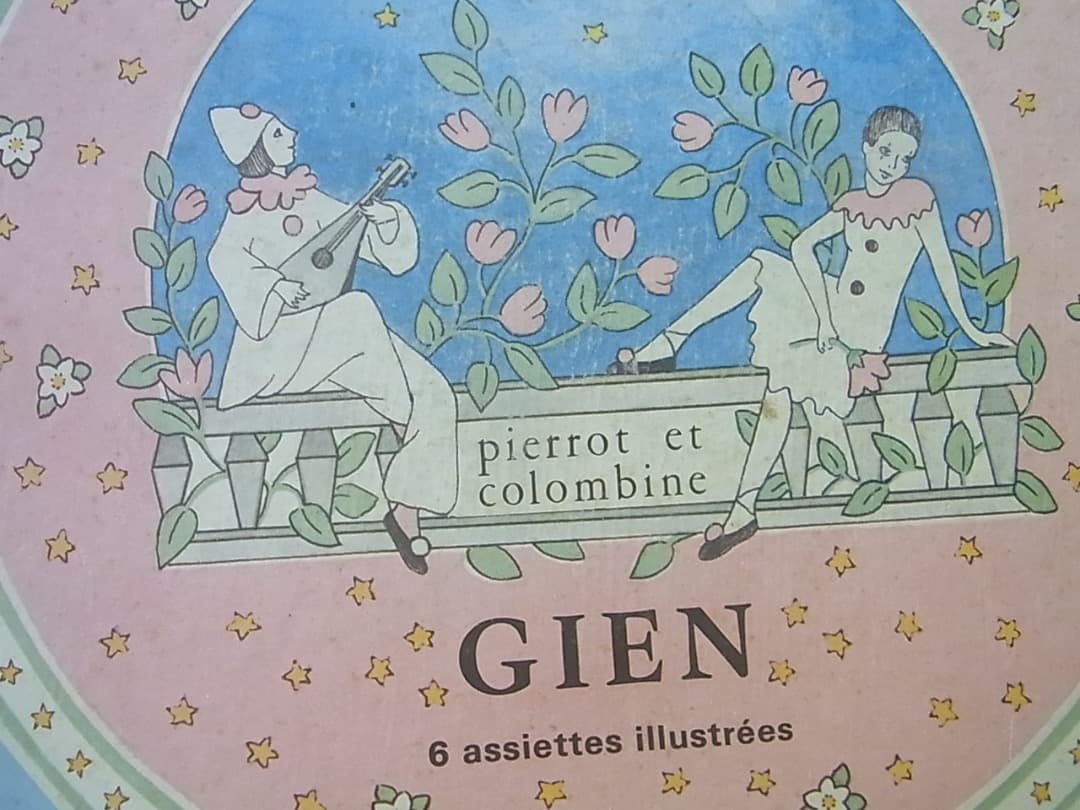 pierrot et
colombine
GIEN
6 assiettes illustrées